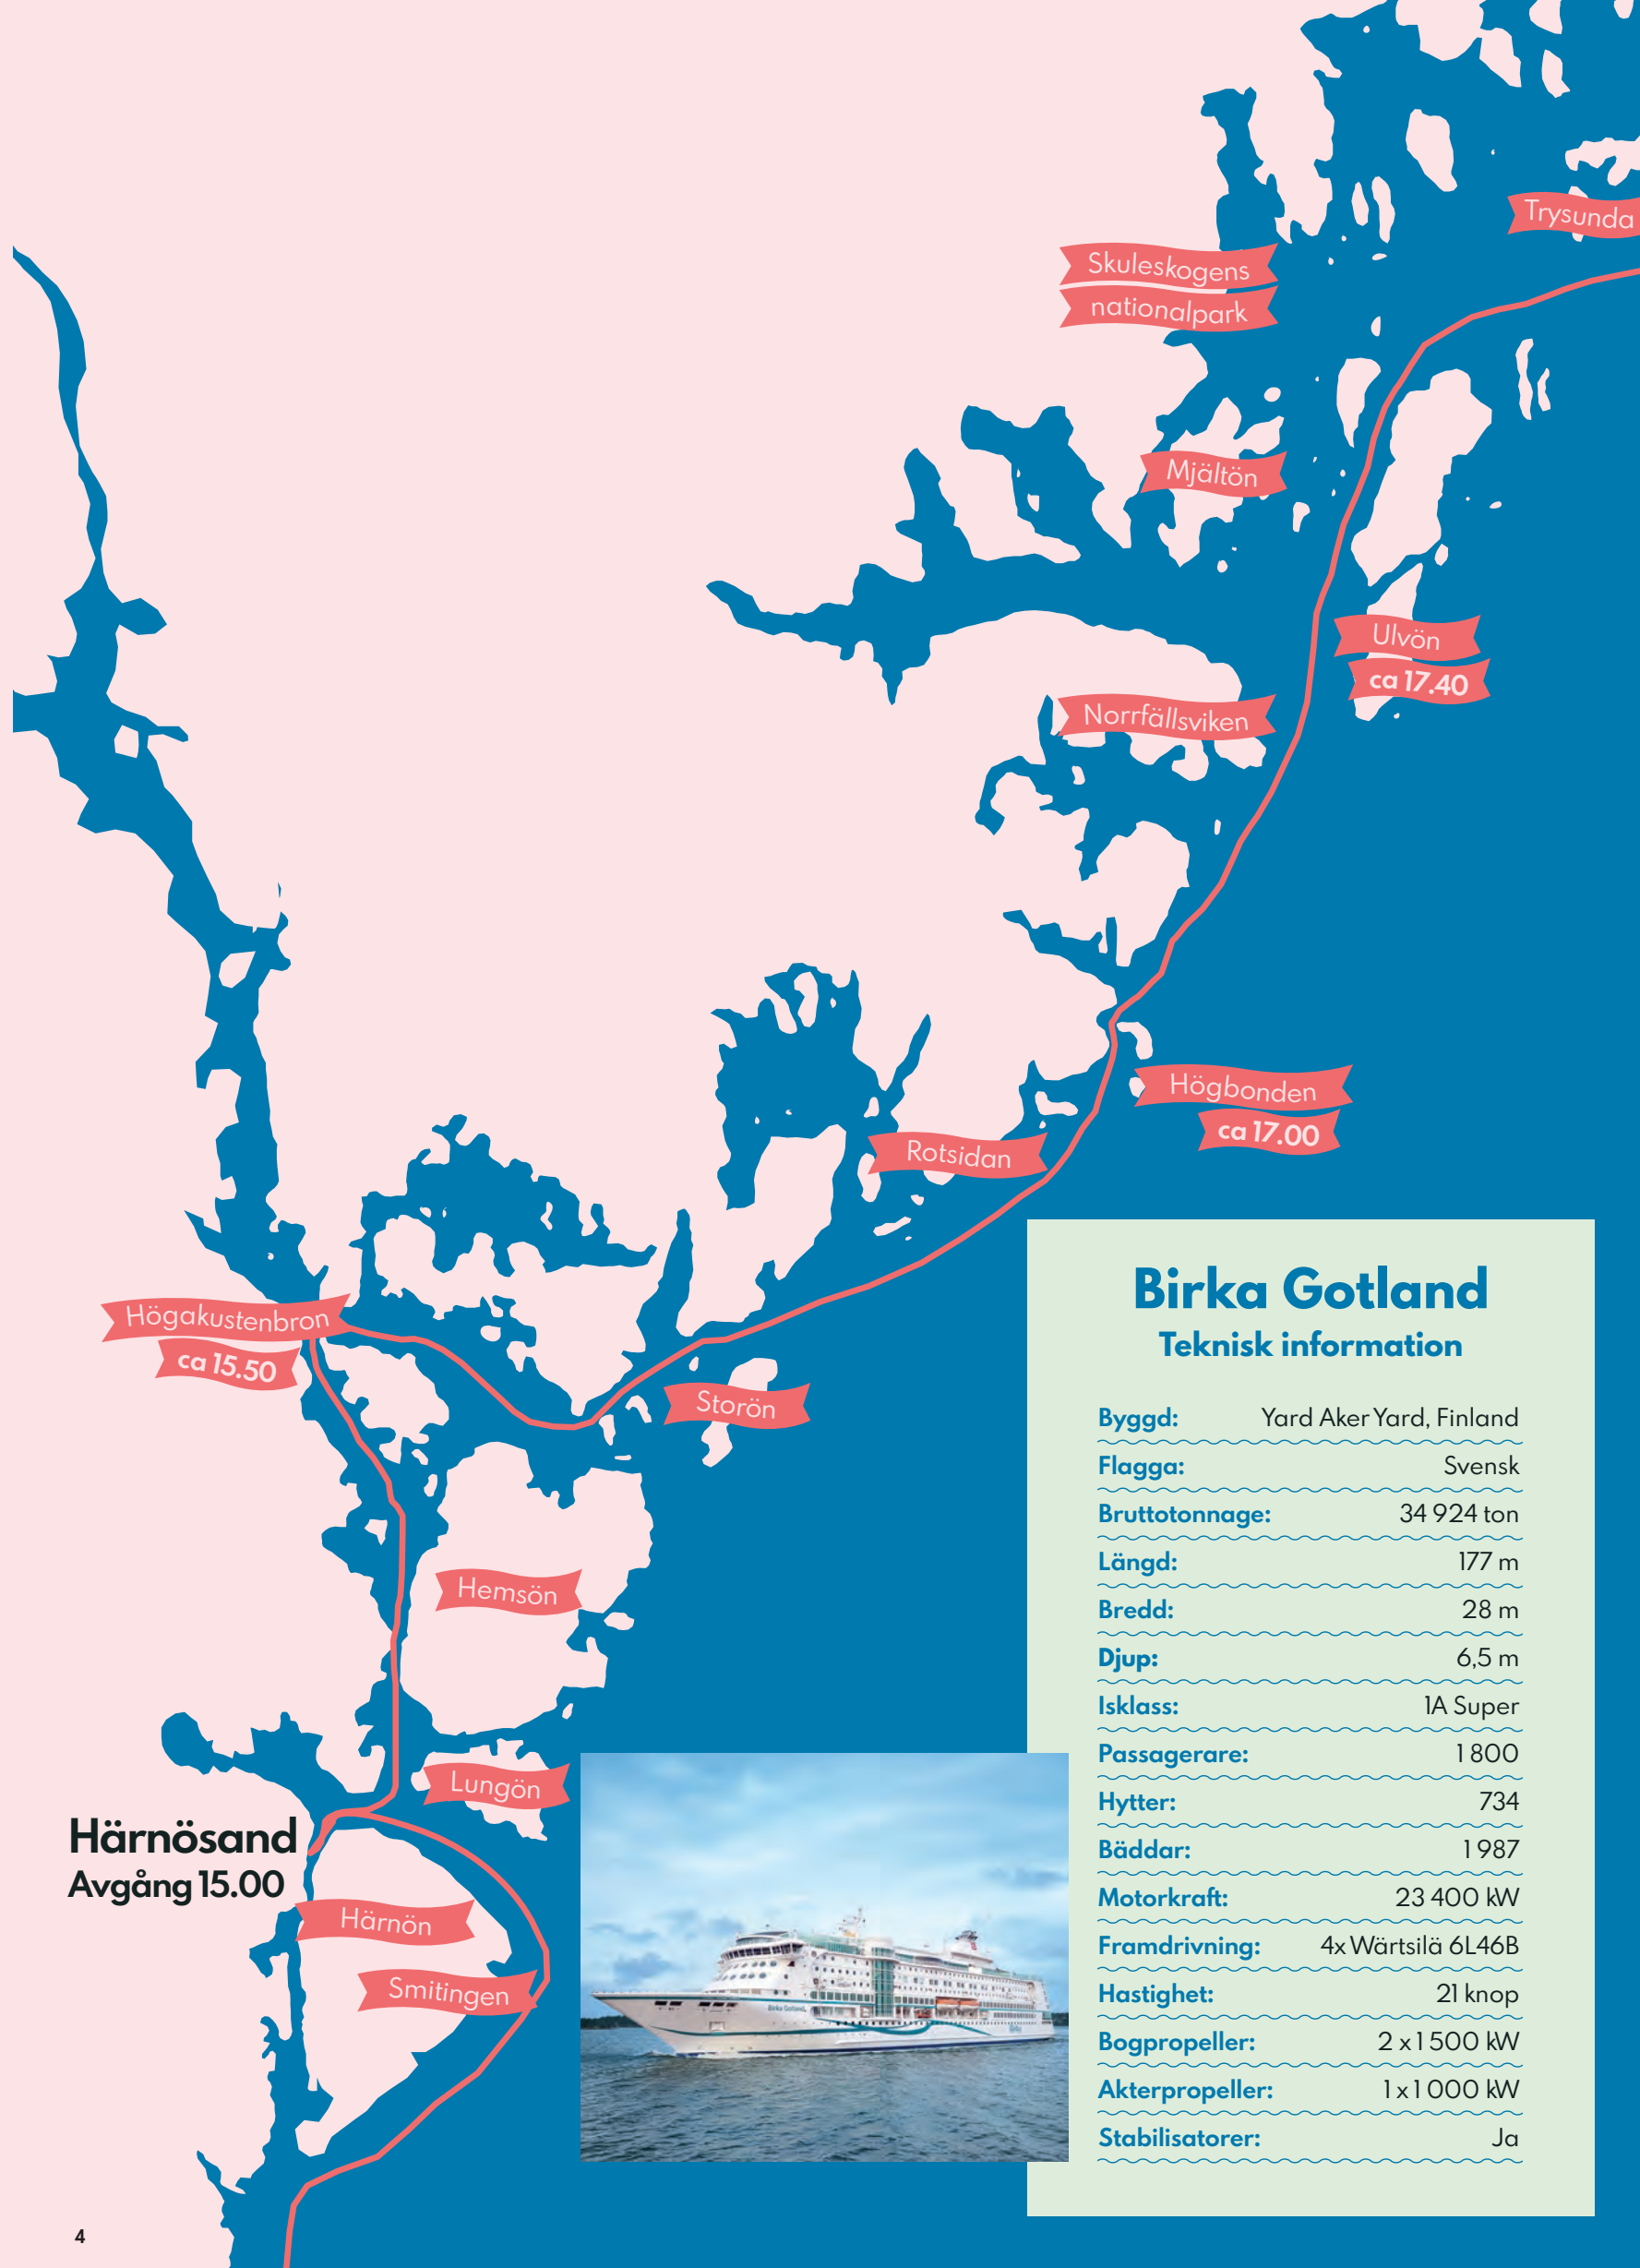 Trysunda
Skuleskogens
nationalpark
Mjältön
Ulvön
ca 17.40
Norrfällsviken
Högbonden
ca 17.00
Rotsidan
Högakustenbron
ca 15.50
Storön
Hemsön
Lungön
Härnösand
Avgång 15.00
Härnön
Smitingen
Birka Gotland
Birka Gotland
Teknisk information
Byggd: Yard Aker Yard, Finland
Flagga: Svensk
Bruttotonnage: 34 924 ton
Längd: 177 m
Bredd: 28 m
Djup: 6,5 m
Isklass: 1A Super
Passagerare: 1 800
Hytter: 734
Bäddar: 1 987
Motorkraft: 23 400 kW
Framdrivning: 4x Wärtsilä 6L46B
Hastighet: 21 knop
Bogpropeller: 2 x 1 500 kW
Akterpropeller: 1 x 1 000 kW
Stabilisatorer: Ja
4